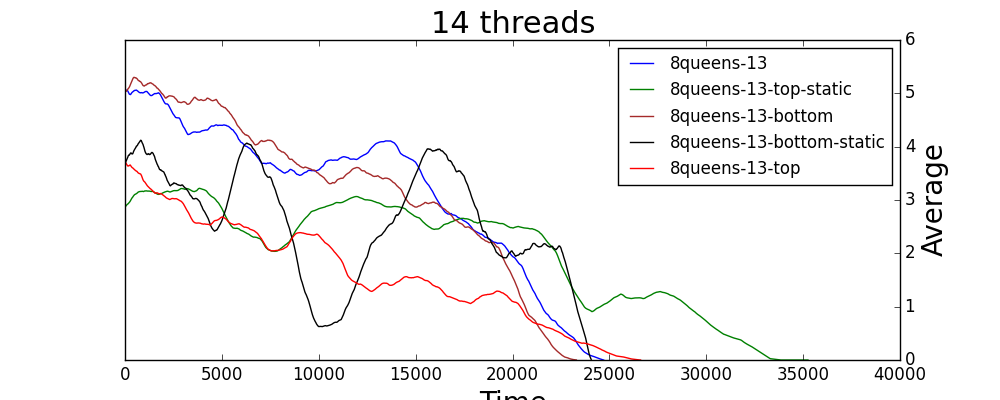 14 threads
8queens-13
8queens-13-top-static
8queens-13-bottom
8queens-13-bottom-static
8queens-13-top
6
5
4
3
2
1
0
Average
0 5000 10000 15000 20000 25000 30000 35000 40000
Time